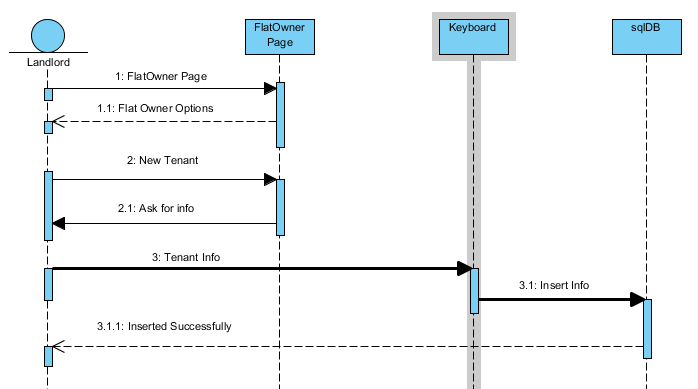 FlatOwner
Page
Keyboard
sqlDB
Landlord
1: FlatOwner Page
1.1: Flat Owner Options
2: New Tenant
2.1: Ask for info
3: Tenant Info
3.1: Insert Info
3.1.1: Inserted Successfully